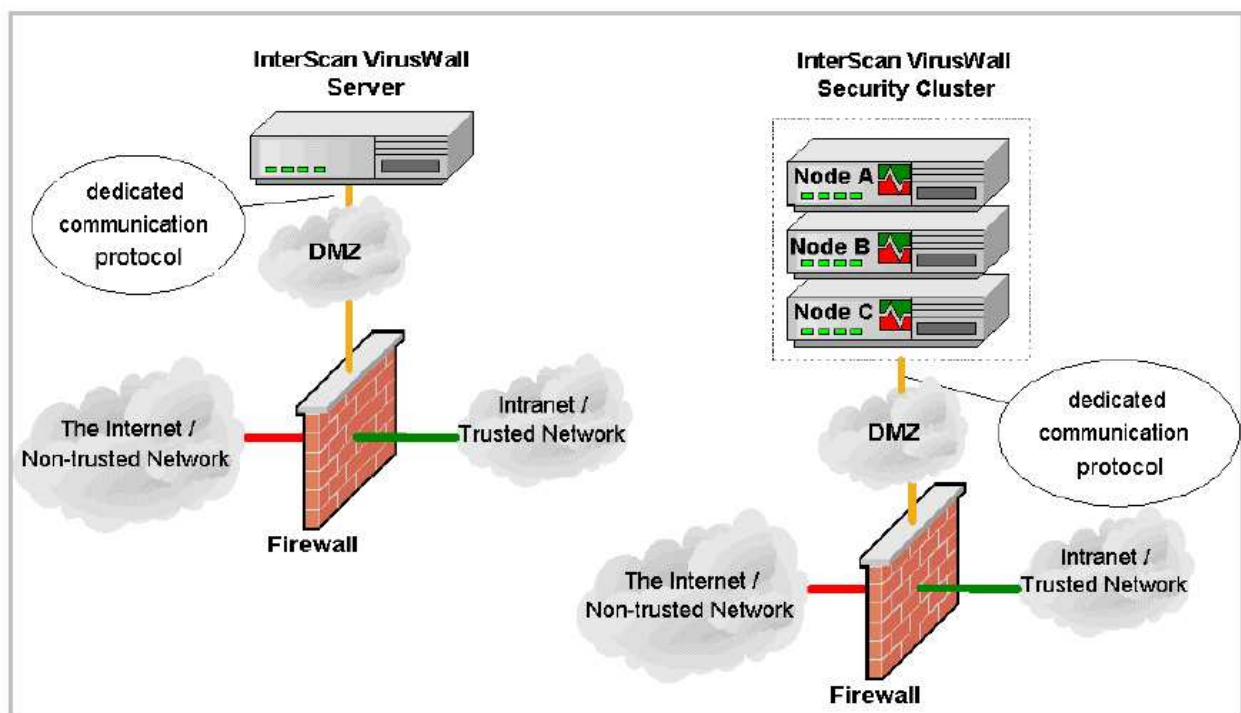 InterScan VirusWall
Server
dedicated
communication
protocol
DMZ
The Internet /
Non-trusted Network
Intranet /
Trusted Network
Firewall
InterScan VirusWall
Security Cluster
Node A
Node B
Node C
dedicated
communication
protocol
DMZ
The Internet /
Non-trusted Network
Intranet /
Trusted Network
Firewall